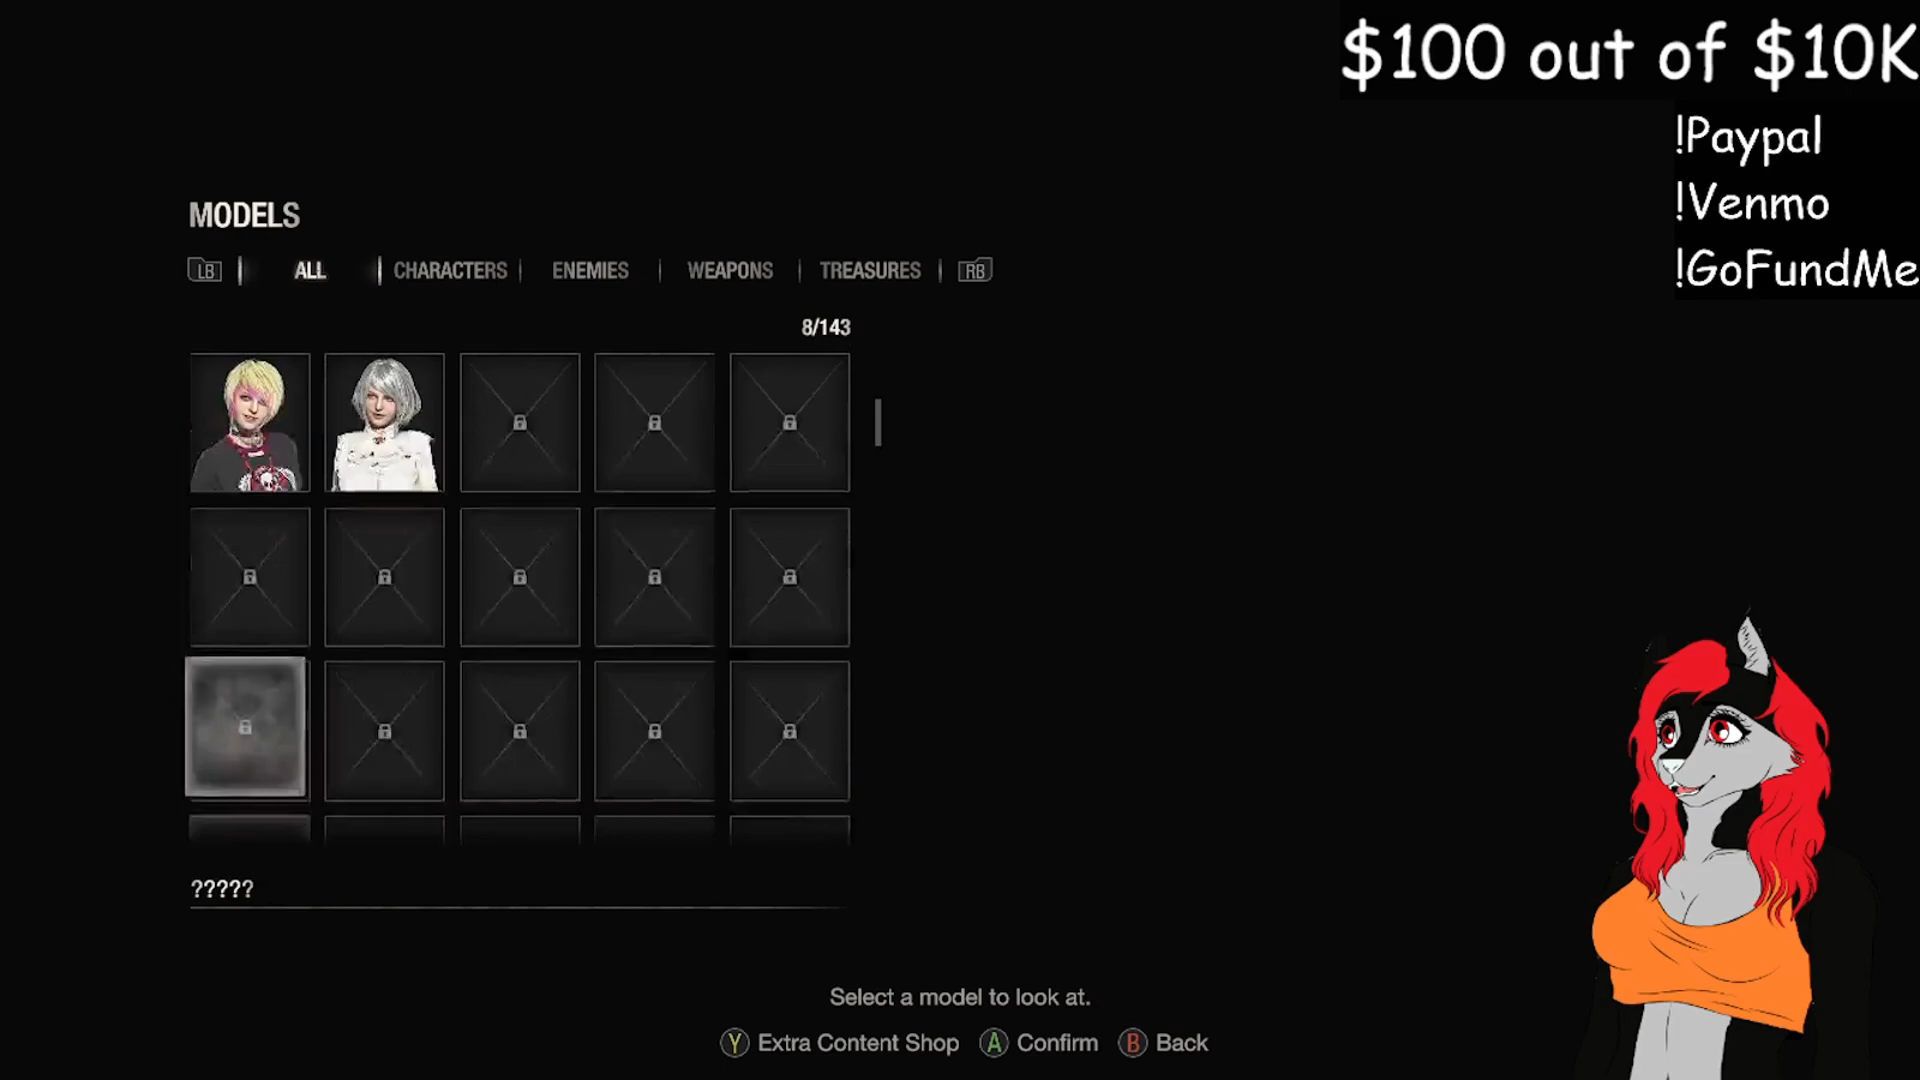 $100 out of $10K
!Paypal
!Venmo
!GoFundMe
MODELS
LB ALL CHARACTERS ENEMIES WEAPONS TREASURES RB
8/143
?????
Select a model to look at.
Y Extra Content Shop A Confirm B Back